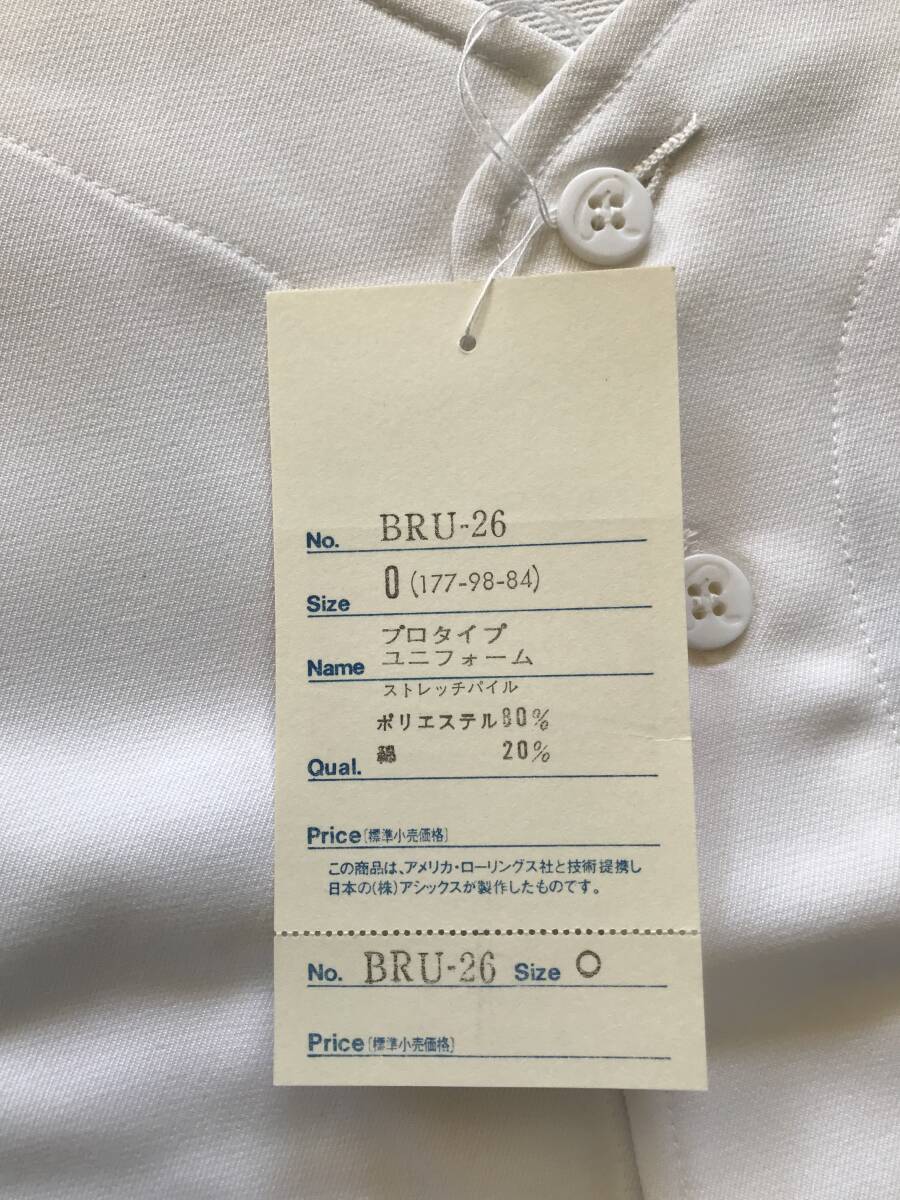 No. BRU-26
Size 0 (177-98-84)
プロタイプ
Name ユニフォーム
ストレッチパイル
ポリエステル 80%
Qual. 綿 20%
Price [標準小売価格]
この商品は、アメリカ・ローリングス社と技術提携し
日本の(株)アシックスが製作したものです。
No. BRU-26 Size O
Price [標準小売価格]